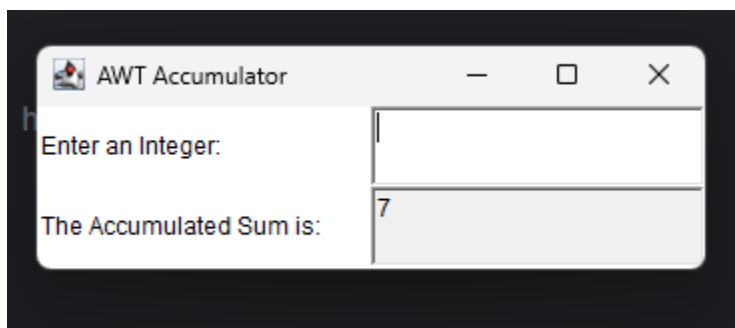 AWT Accumulator
h
Enter an Integer:
7
The Accumulated Sum is: